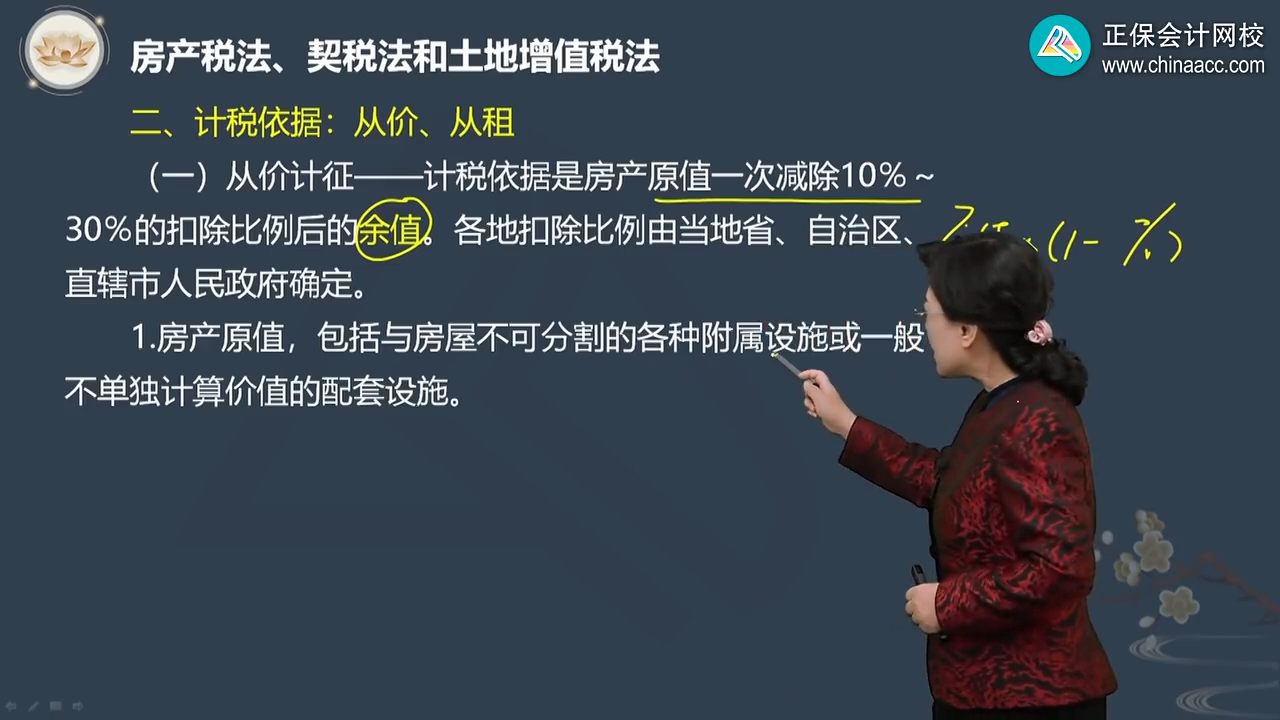 正保会计网校
www.chinaacc.com
房产税法、契税法和土地增值税法
二、计税依据：从价、从租
（一）从价计征——计税依据是房产原值一次减除10%～
30%的扣除比例后的余值。各地扣除比例由当地省、自治区、
直辖市人民政府确定。
1.房产原值，包括与房屋不可分割的各种附属设施或一般
不单独计算价值的配套设施。
(1- %)